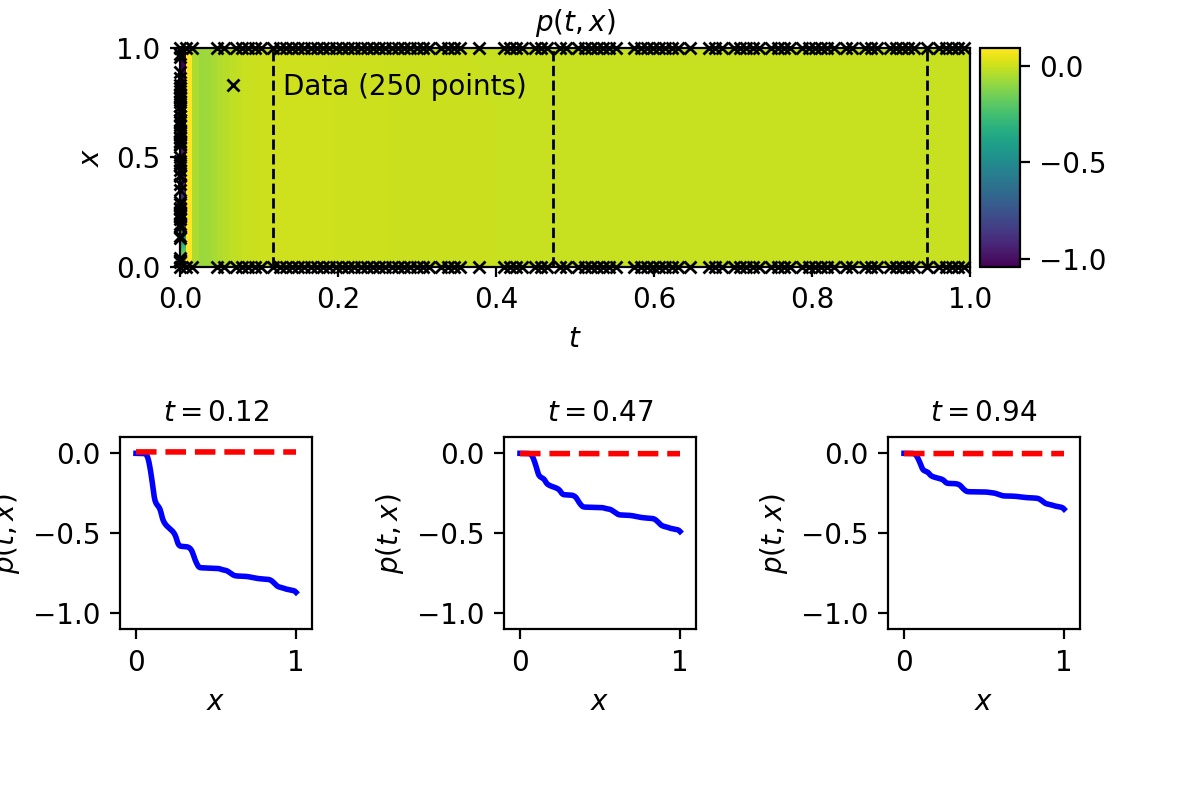 p(t, x)
1.0
0.5
0.0
x
Data (250 points)
0.0
−0.5
−1.0
0.0 0.2 0.4 0.6 0.8 1.0
t
t = 0.12 t = 0.47 t = 0.94
0.0 0.0 0.0
−0.5 −0.5 −0.5
−1.0 −1.0 −1.0
p(t, x) p(t, x) p(t, x)
0 1 0 1 0 1
x x x